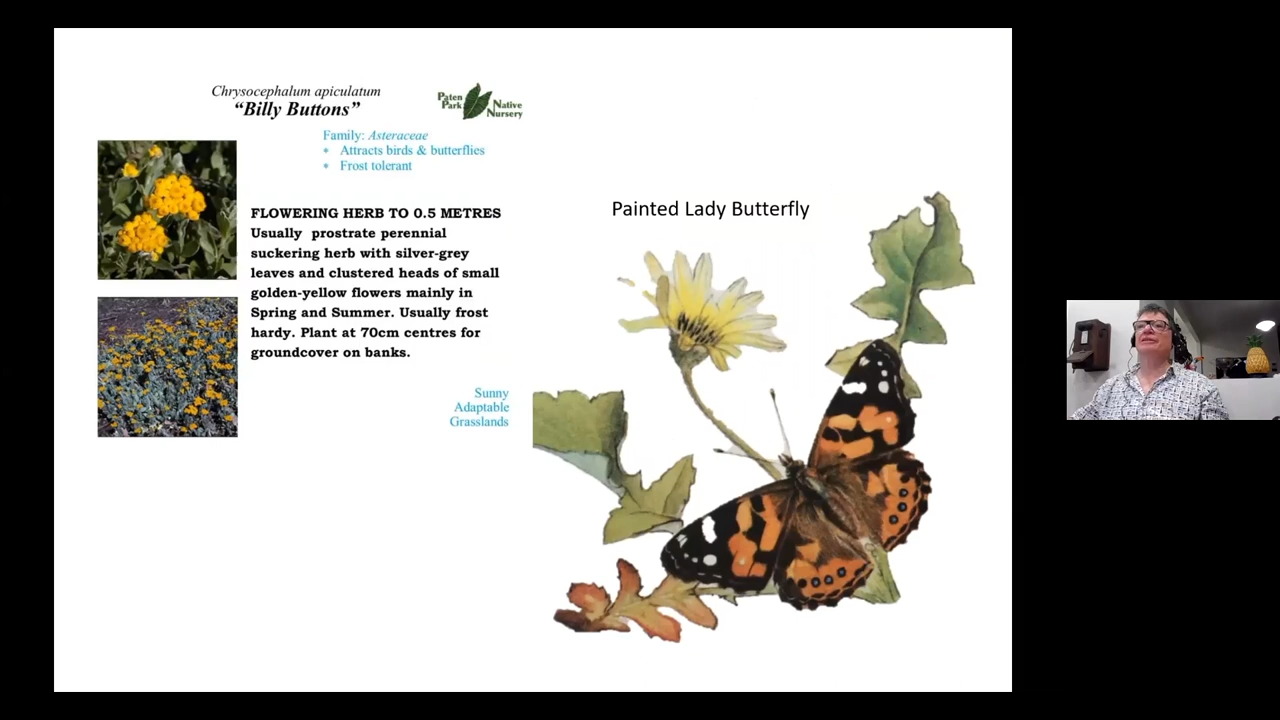 Chrysocephalum apiculatum
“Billy Buttons”
Paten
Park
Native
Nursery
Family: Asteraceae
* Attracts birds & butterflies
* Frost tolerant
FLOWERING HERB TO 0.5 METRES
Usually prostrate perennial
suckering herb with silver-grey
leaves and clustered heads of small
golden-yellow flowers mainly in
Spring and Summer. Usually frost
hardy. Plant at 70cm centres for
groundcover on banks.
Sunny
Adaptable
Grasslands
Painted Lady Butterfly